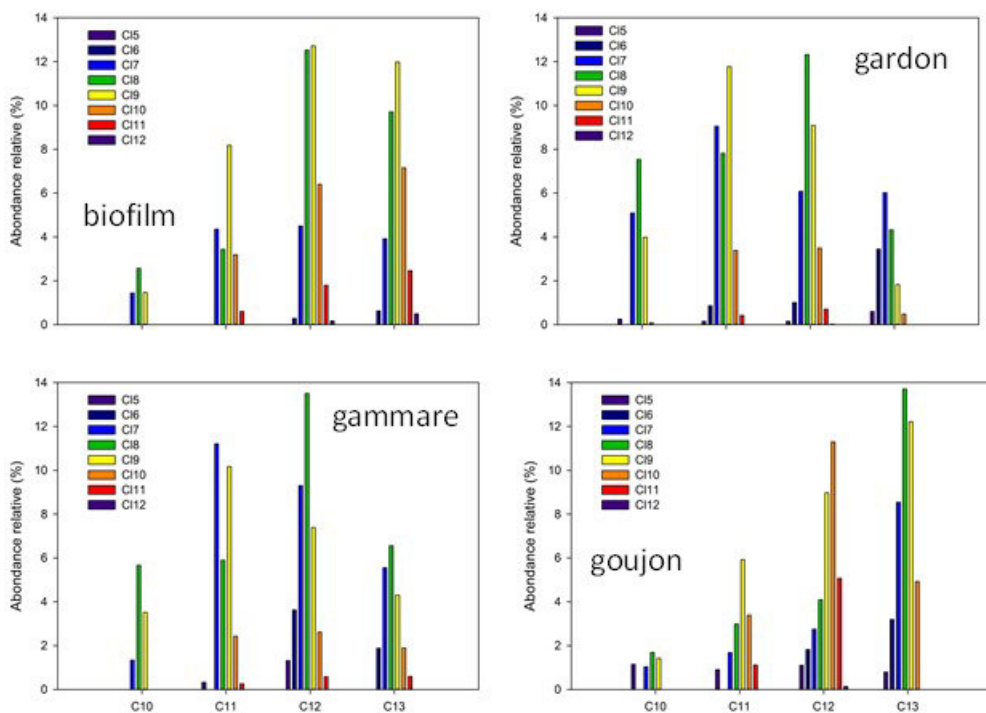 14
12
10
8
6
4
2
0
Abondance relative (%)
Cl5
Cl6
Cl7
Cl8
Cl9
Cl10
Cl11
Cl12
biofilm
14
12
10
8
6
4
2
0
Abondance relative (%)
Cl5
Cl6
Cl7
Cl8
Cl9
Cl10
Cl11
Cl12
gardon
14
12
10
8
6
4
2
0
Abondance relative (%)
Cl5
Cl6
Cl7
Cl8
Cl9
Cl10
Cl11
Cl12
gammare
C10 C11 C12 C13
14
12
10
8
6
4
2
0
Abondance relative (%)
Cl5
Cl6
Cl7
Cl8
Cl9
Cl10
Cl11
Cl12
goujon
C10 C11 C12 C13